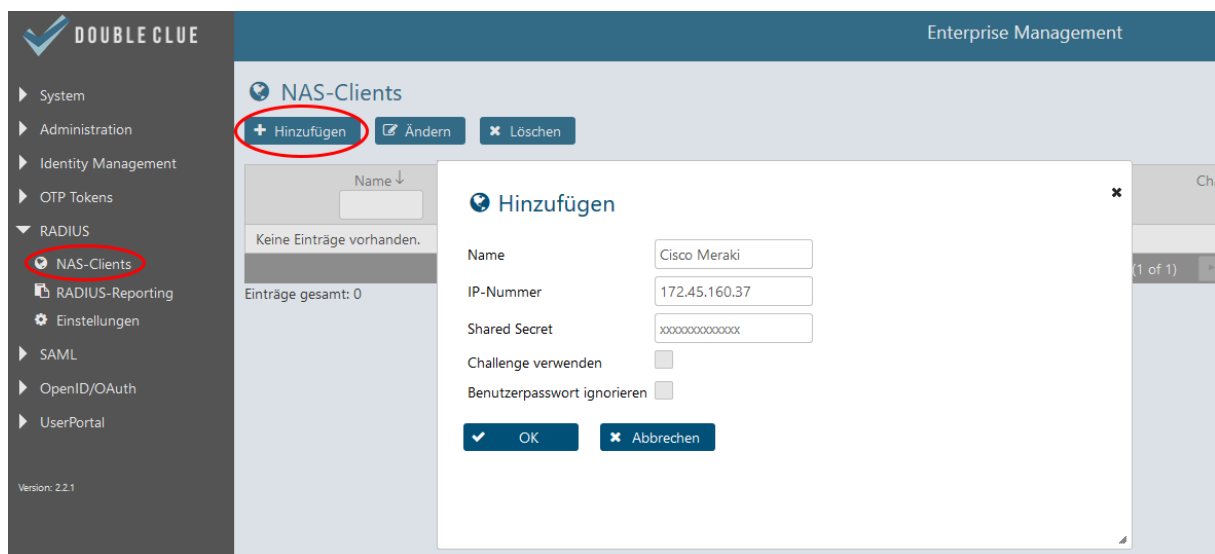 DOUBLE CLUE
Enterprise Management
System
Administration
Identity Management
OTP Tokens
RADIUS
NAS-Clients
RADIUS-Reporting
Einstellungen
SAML
OpenID/OAuth
UserPortal
Version: 2.2.1
NAS-Clients
Hinzufügen Ändern Löschen
Name
Keine Einträge vorhanden.
(1 of 1)
Einträge gesamt: 0
Hinzufügen
Name Cisco Meraki
IP-Nummer 172.45.160.37
Shared Secret xxxxxxxxxxxxx
Challenge verwenden
Benutzerpasswort ignorieren
OK Abbrechen